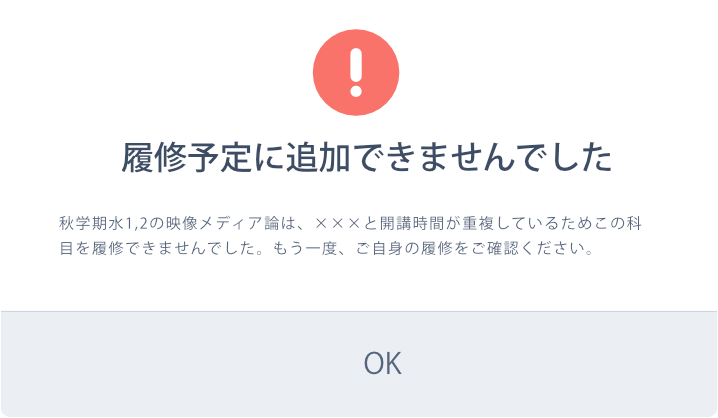 履修予定に追加できませんでした
秋学期水1,2の映像メディア論は、×××と開講時間が重複しているためこの科
目を履修できませんでした。もう一度、ご自身の履修をご確認ください。
OK